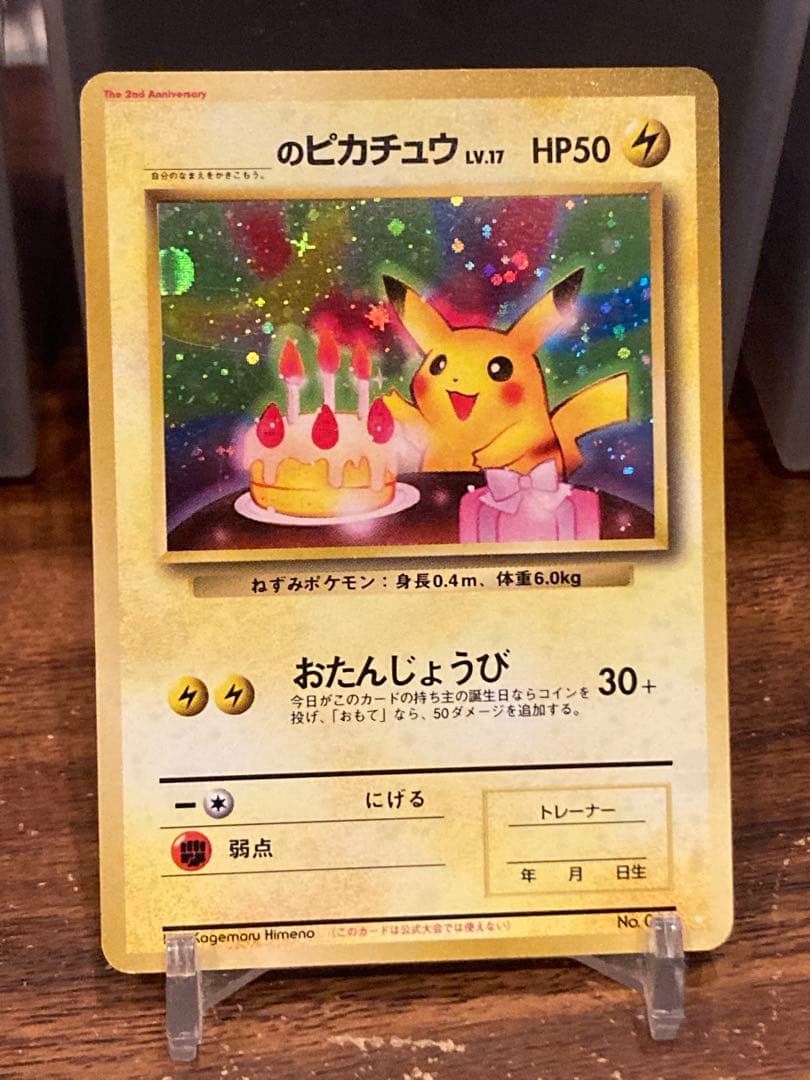 The 2nd Anniversary
のピカチュウ LV.17 HP50
自分のなまえをかきこもう。
ねずみポケモン：身長0.4m、体重6.0kg
おたんじょうび 30+
今日がこのカードの持ち主の誕生日ならコインを
投げ、「おもて」なら、50ダメージを追加する。
にげる
トレーナー
弱点
年 月 日生
Kagemaru Himeno （このカードは公式大会では使えない） No.